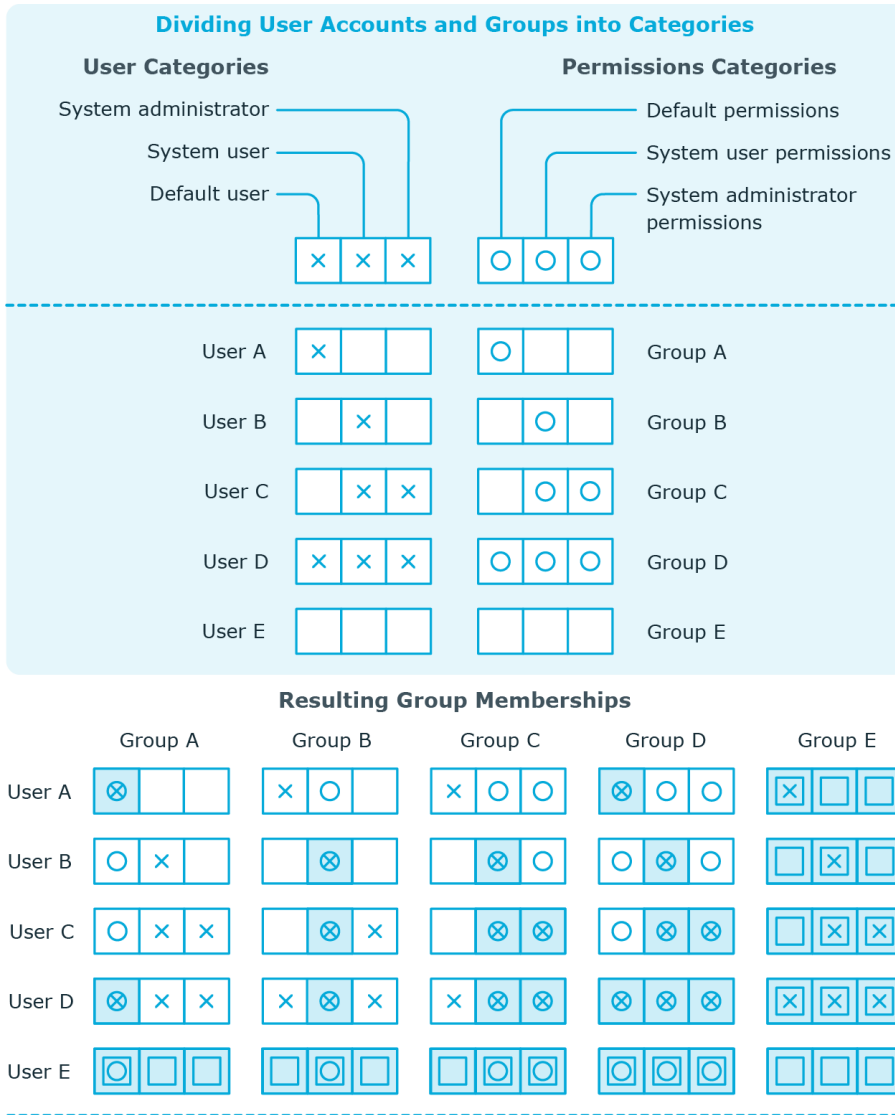 Dividing User Accounts and Groups into Categories
User Categories
Permissions Categories
System administrator
Default permissions
System user
System user permissions
Default user
System administrator
permissions
User A
Group A
User B
Group B
User C
Group C
User D
Group D
User E
Group E
Resulting Group Memberships
Group A Group B Group C Group D Group E
User A
User B
User C
User D
User E